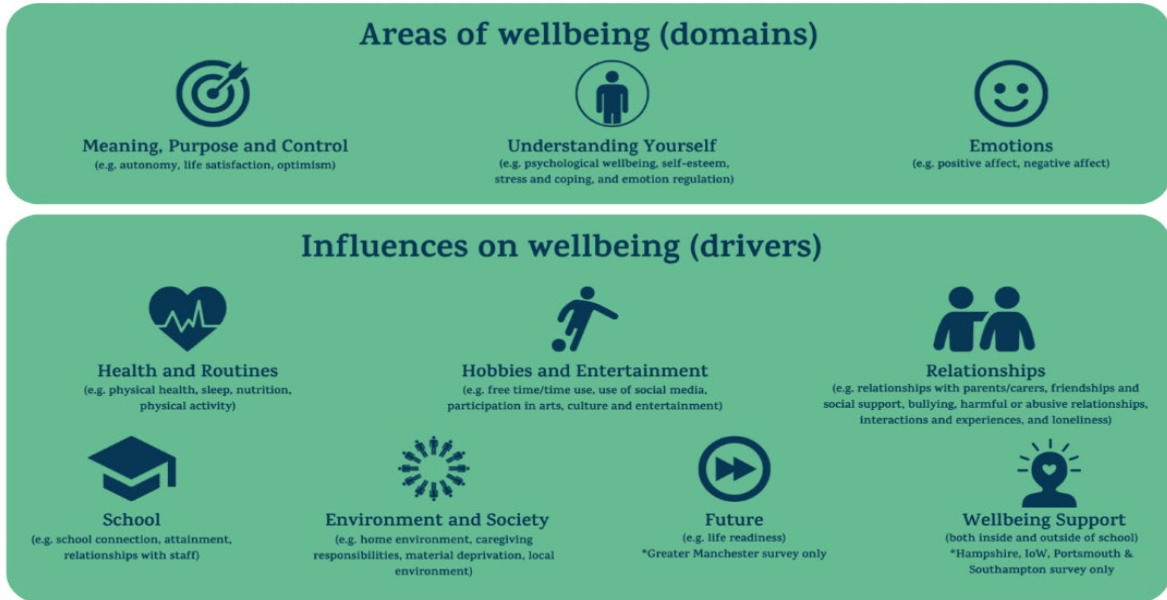 Areas of wellbeing (domains)
Meaning, Purpose and Control
(e.g. autonomy, life satisfaction, optimism)
Understanding Yourself
(e.g. psychological wellbeing, self-esteem,
stress and coping, and emotion regulation)
Emotions
(e.g. positive affect, negative affect)
Influences on wellbeing (drivers)
Health and Routines
(e.g. physical health, sleep, nutrition,
physical activity)
Hobbies and Entertainment
(e.g. free time/time use, use of social media,
participation in arts, culture and entertainment)
Relationships
(e.g. relationships with parents/carers, friendships and
social support, bullying, harmful or abusive relationships,
interactions and experiences, and loneliness)
School
(e.g. school connection, attainment,
relationships with staff)
Environment and Society
(e.g. home environment, caregiving
responsibilities, material deprivation, local
environment)
Future
(e.g. life readiness)
*Greater Manchester survey only
Wellbeing Support
(both inside and outside of school)
*Hampshire, IoW, Portsmouth &
Southampton survey only